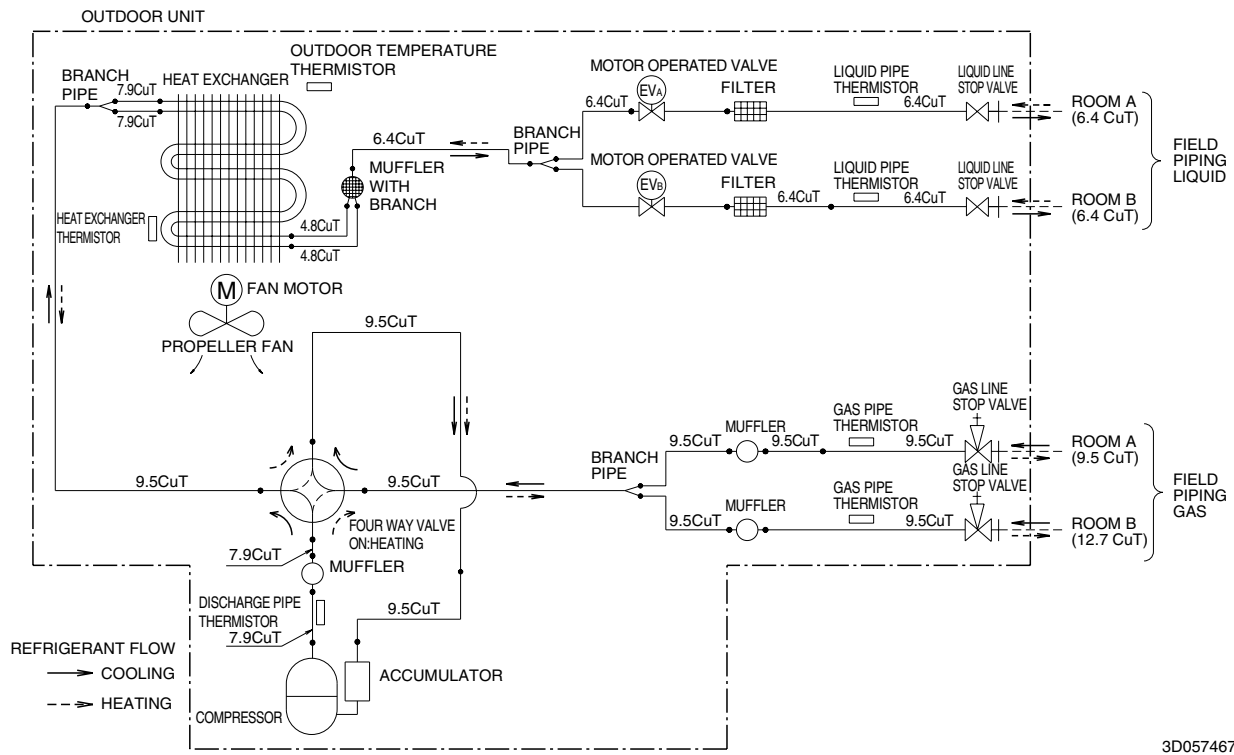 OUTDOOR UNIT
OUTDOOR TEMPERATURE
THERMISTOR
BRANCH
PIPE
7.9CuT
7.9CuT
HEAT EXCHANGER
MOTOR OPERATED VALVE
EVA
6.4CuT
FILTER
LIQUID PIPE
THERMISTOR
6.4CuT
LIQUID LINE
STOP VALVE
ROOM A
(6.4 CuT)
6.4CuT
BRANCH
PIPE
MUFFLER
WITH
BRANCH
MOTOR OPERATED VALVE
EVB
FILTER
6.4CuT
LIQUID PIPE
THERMISTOR
6.4CuT
LIQUID LINE
STOP VALVE
ROOM B
(6.4 CuT)
FIELD
PIPING
LIQUID
HEAT EXCHANGER
THERMISTOR
4.8CuT
4.8CuT
M
FAN MOTOR
PROPELLER FAN
9.5CuT
9.5CuT
9.5CuT
FOUR WAY VALVE
ON:HEATING
BRANCH
PIPE
9.5CuT
MUFFLER
9.5CuT
GAS PIPE
THERMISTOR
9.5CuT
GAS LINE
STOP VALVE
ROOM A
(9.5 CuT)
9.5CuT
MUFFLER
GAS PIPE
THERMISTOR
9.5CuT
GAS LINE
STOP VALVE
ROOM B
(12.7 CuT)
FIELD
PIPING
GAS
7.9CuT
MUFFLER
DISCHARGE PIPE
THERMISTOR
7.9CuT
9.5CuT
ACCUMULATOR
COMPRESSOR
REFRIGERANT FLOW
COOLING
HEATING
3D057467